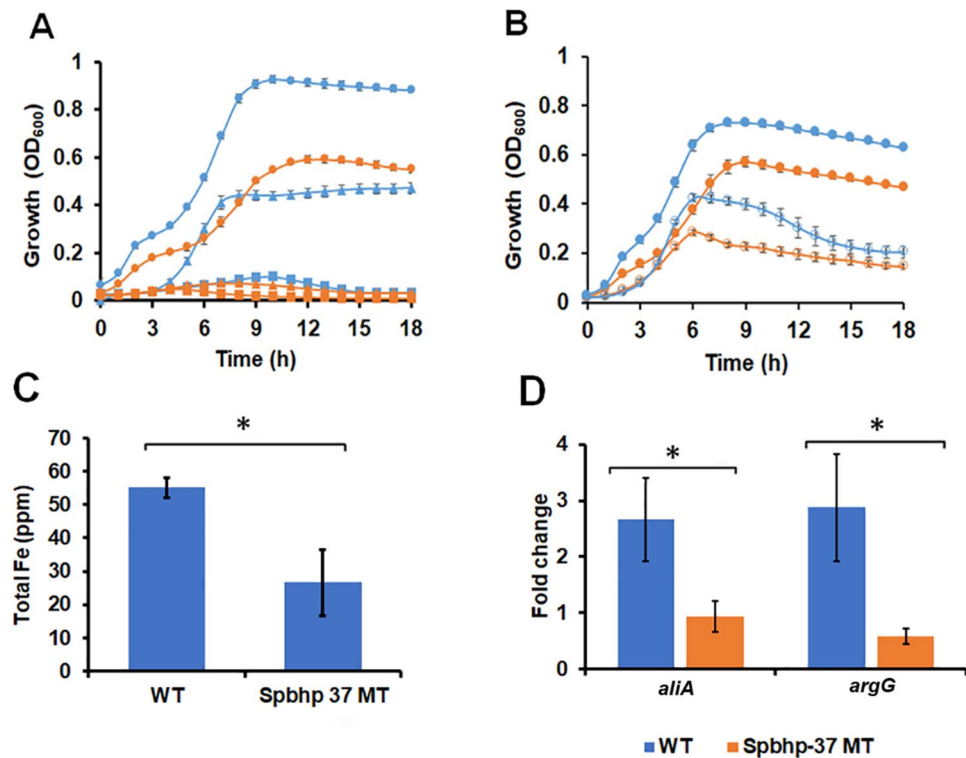 A
Growth (OD600)
1
0.8
0.6
0.4
0.2
0
0 3 6 9 12 15 18
Time (h)
B
Growth (OD600)
1
0.8
0.6
0.4
0.2
0
0 3 6 9 12 15 18
Time (h)
C
Total Fe (ppm)
70
60
50
40
30
20
10
0
*
WT Spbhp 37 MT
D
Fold change
4
3
2
1
0
* *
aliA argG
WT Spbhp-37 MT